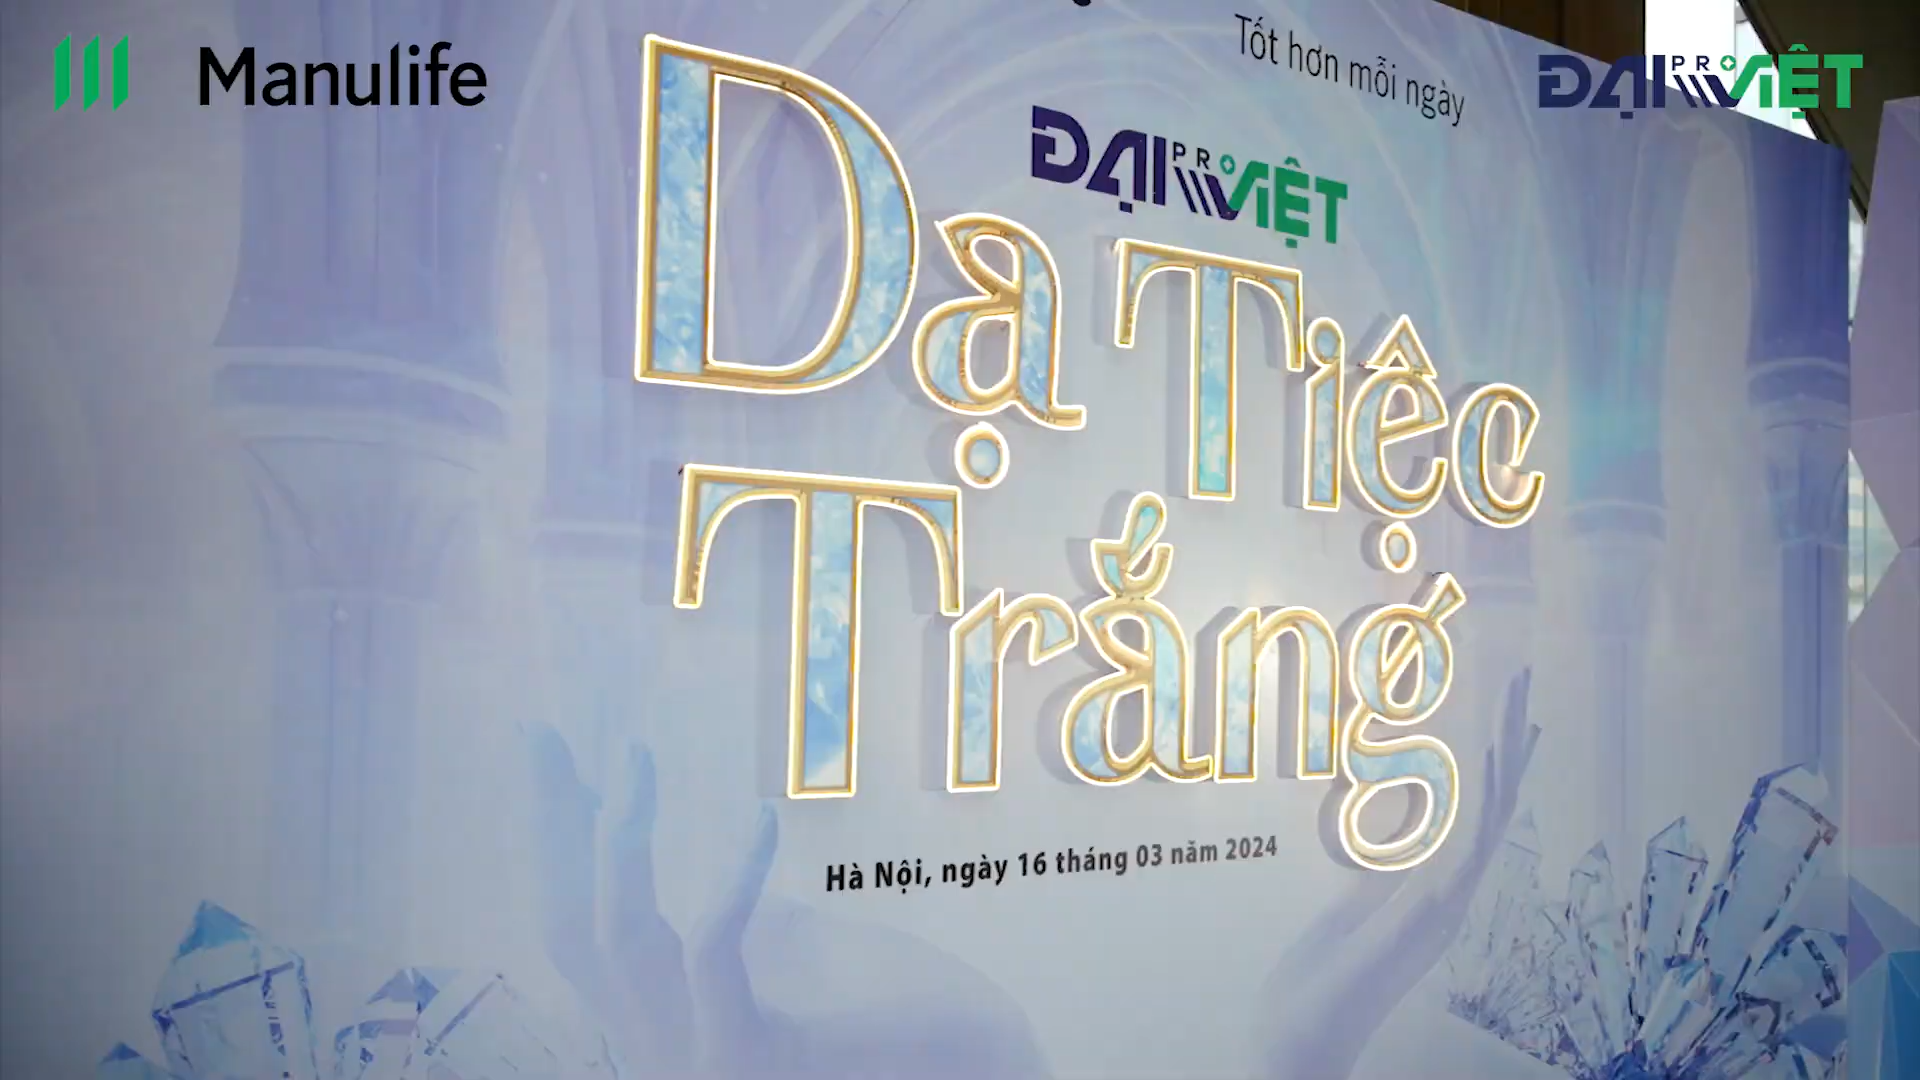 Manulife
Tốt hơn mỗi ngày
ĐẠI PRO VIỆT
ĐẠI PRO VIỆT
Dạ Tiệc
Trắng
Hà Nội, ngày 16 tháng 03 năm 2024